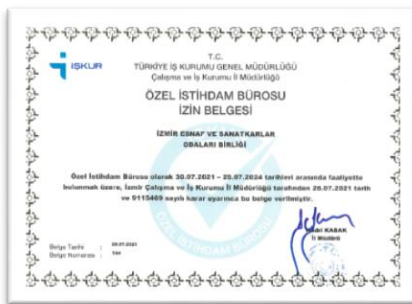 İŞKUR
T.C.
TÜRKİYE İŞ KURUMU GENEL MÜDÜRLÜĞÜ
Çalışma ve İş Kurumu İl Müdürlüğü
ÖZEL İSTİHDAM BÜROSU
İZİN BELGESİ
İZMİR ESNAF VE SANATKARLAR
ODALARI BİRLİĞİ
Özel İstihdam Bürosu olarak 30.07.2021 – 25.07.2024 tarihleri arasında faaliyette
bulunmak üzere, İzmir Çalışma ve İş Kurumu İl Müdürlüğü tarafından 26.07.2021 tarih
ve 9115469 sayılı karar uyarınca bu belge verilmiştir.
KABAK
İl Müdürü
Belge Tarihi :
Belge Numarası :
ÖZEL İSTİHDAM BÜROSU